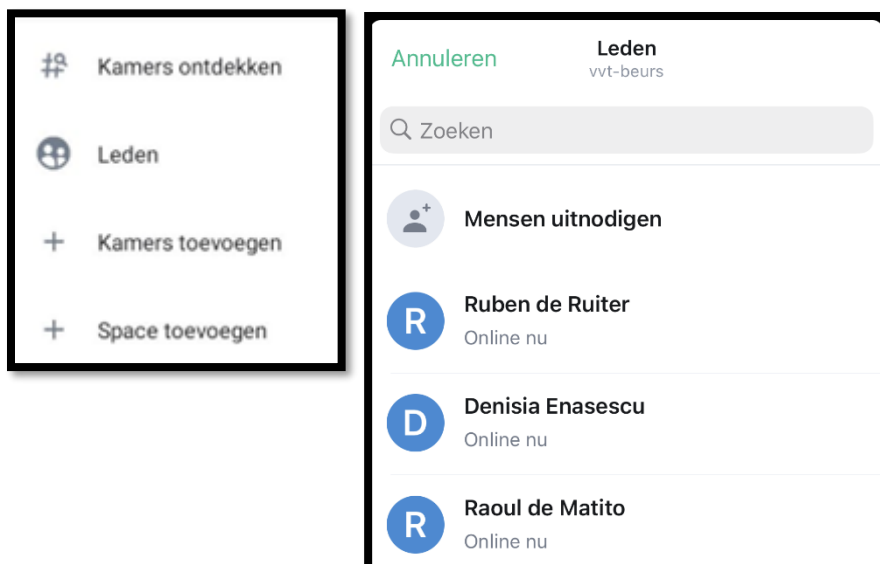 Kamers ontdekken
Leden
Kamers toevoegen
Space toevoegen
Annuleren
Leden
vvt-beurs
Zoeken
Mensen uitnodigen
R
Ruben de Ruiter
Online nu
D
Denisia Enasescu
Online nu
R
Raoul de Matito
Online nu